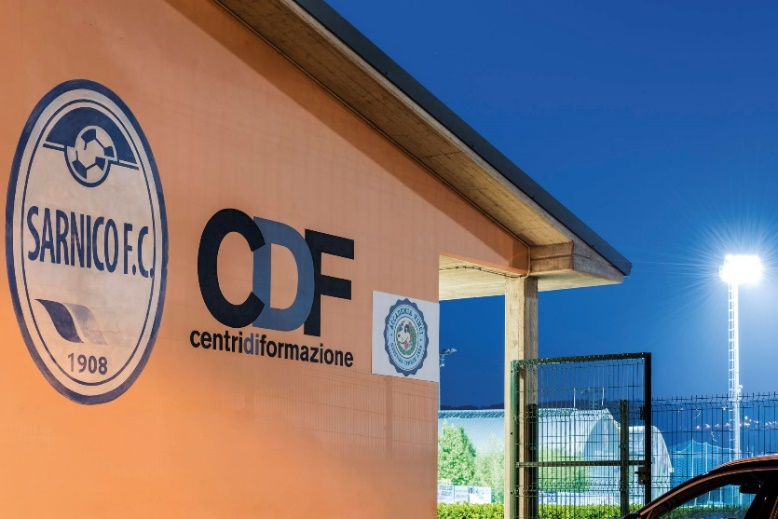 SARNICO F.C.
1908
CDF
centridiformazione